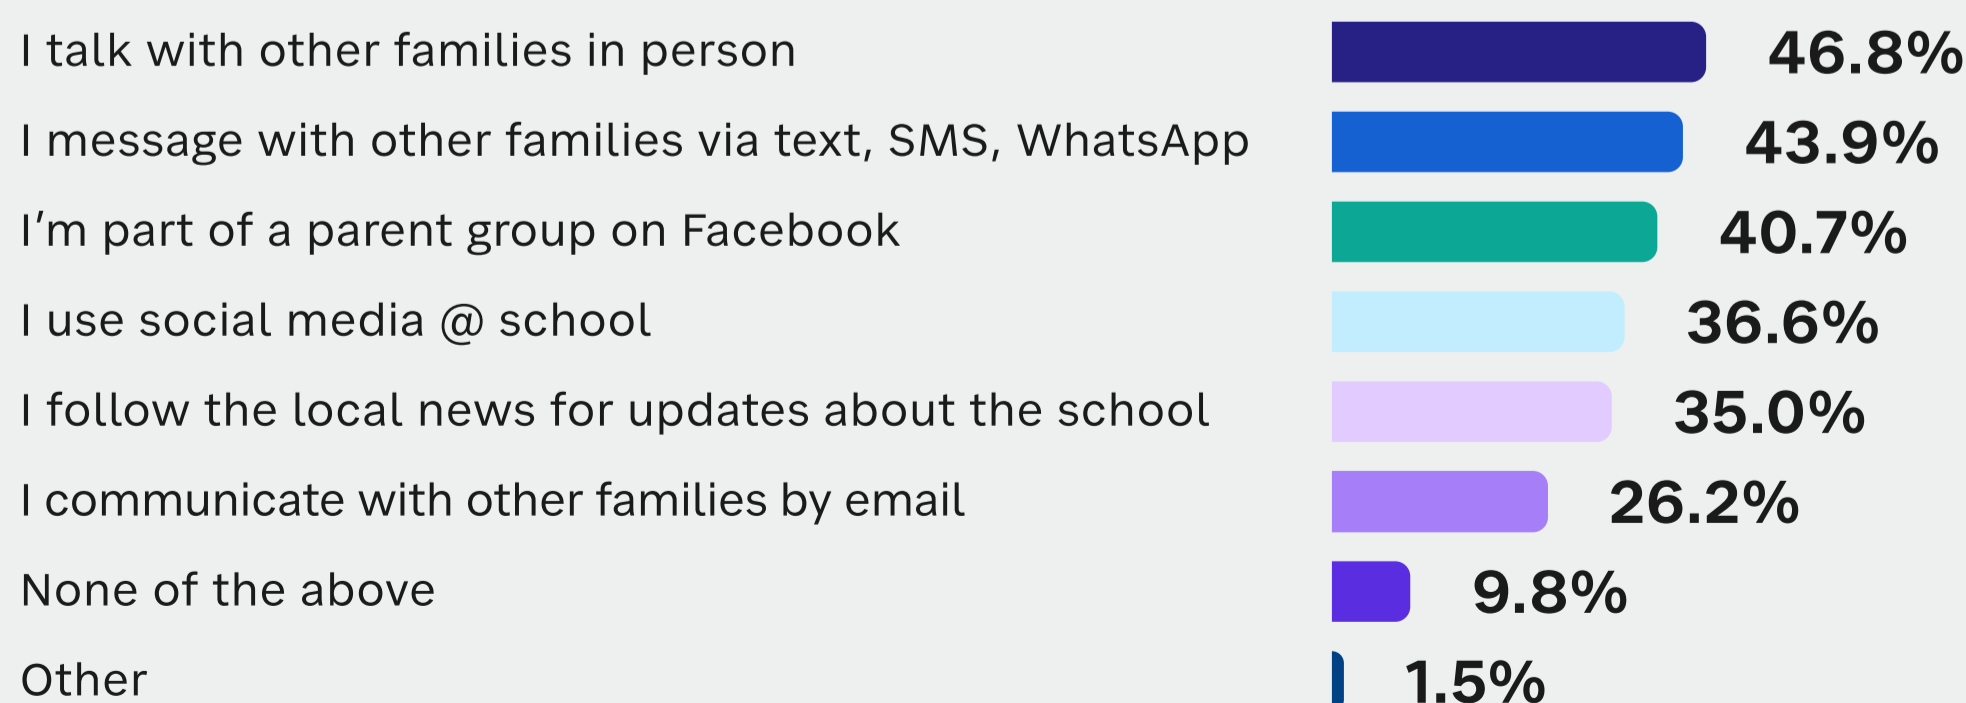 I talk with other families in person 46.8%
I message with other families via text, SMS, WhatsApp 43.9%
I’m part of a parent group on Facebook 40.7%
I use social media @ school 36.6%
I follow the local news for updates about the school 35.0%
I communicate with other families by email 26.2%
None of the above 9.8%
Other 1.5%